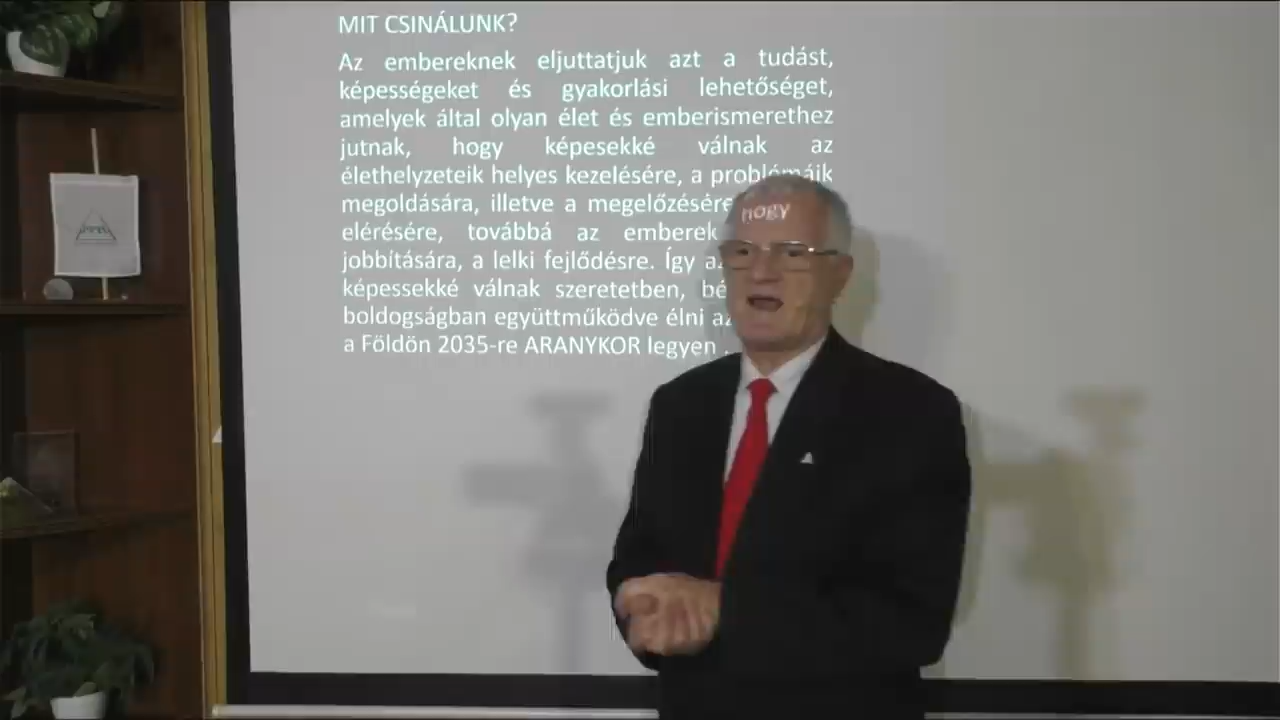 MIT CSINÁLUNK?
Az embereknek eljuttatjuk azt a tudást,
képességeket és gyakorlási lehetőséget,
amelyek által olyan élet és emberismerethez
jutnak, hogy képesekké válnak az
élethelyzeteik helyes kezelésére, a problémáik
megoldására, illetve a megelőzésére hogy
elérésére, továbbá az emberek
jobbítására, a lelki fejlődésre. Így
képessekké válnak szeretetben,
boldogságban együttműködve élni
a Földön 2035-re ARANYKOR legyen .